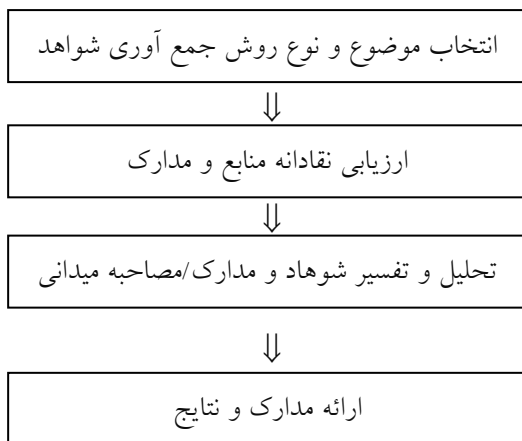 انتخاب موضوع و نوع روش جمع آوری شواهد
⇓
ارزیابی نقادانه منابع و مدارک
⇓
تحلیل و تفسیر شوهاد و مدارک/مصاحبه میدانی
⇓
ارائه مدارک و نتایج